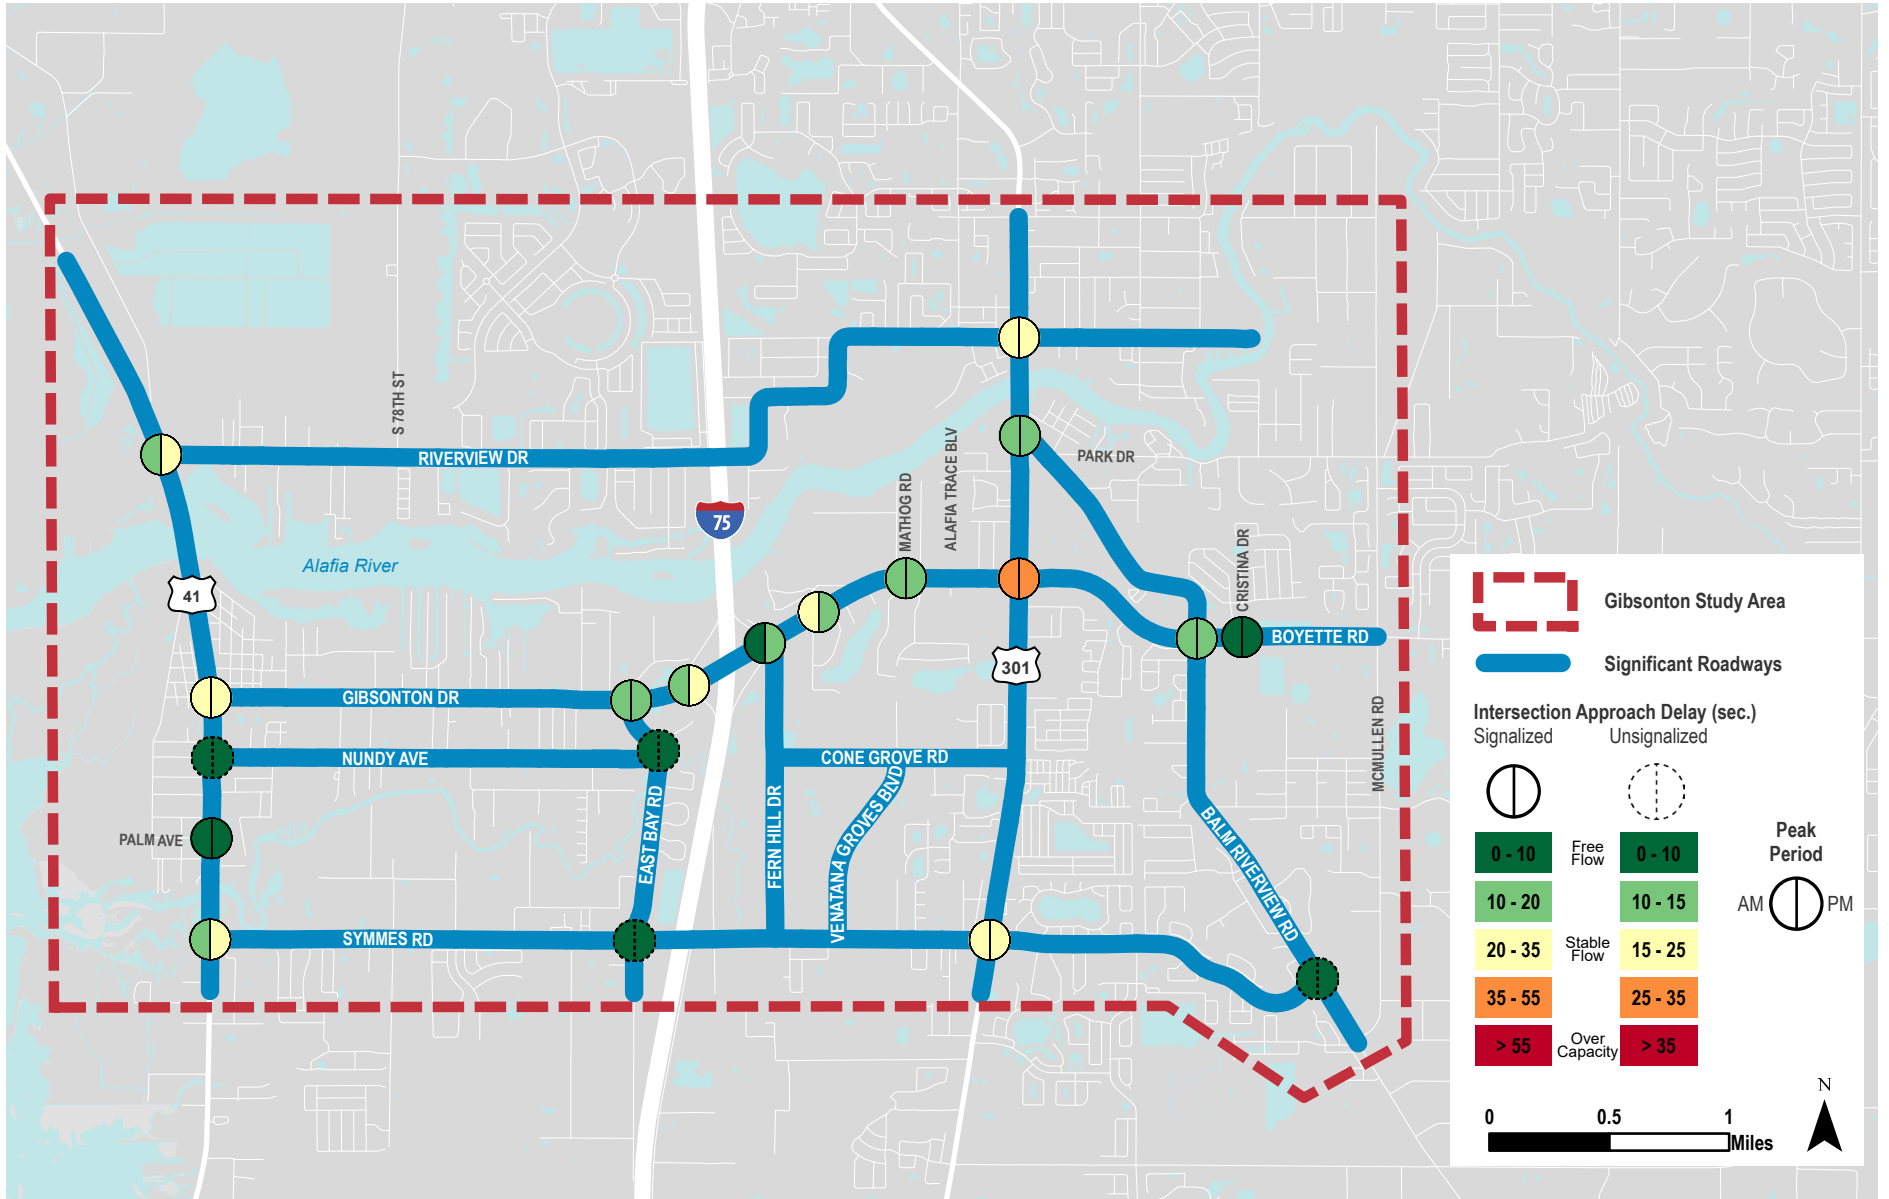 S 78TH ST
RIVERVIEW DR
75
MATHOG RD
ALAFIA TRACE BLV
PARK DR
Alafia River
41
CRISTINA DR
BOYETTE RD
301
GIBSONTON DR
NUNDY AVE
CONE GROVE RD
MCMULLEN RD
PALM AVE
EAST BAY RD
FERN HILL DR
VENATANA GROVES BLVD
BALM RIVERVIEW RD
SYMMES RD
Gibsonton Study Area
Significant Roadways
Intersection Approach Delay (sec.)
Signalized Unsignalized
0 - 10 Free Flow 0 - 10
10 - 20 10 - 15
20 - 35 Stable Flow 15 - 25
35 - 55 25 - 35
> 55 Over Capacity > 35
Peak
Period
AM PM
N
0 0.5 1
Miles